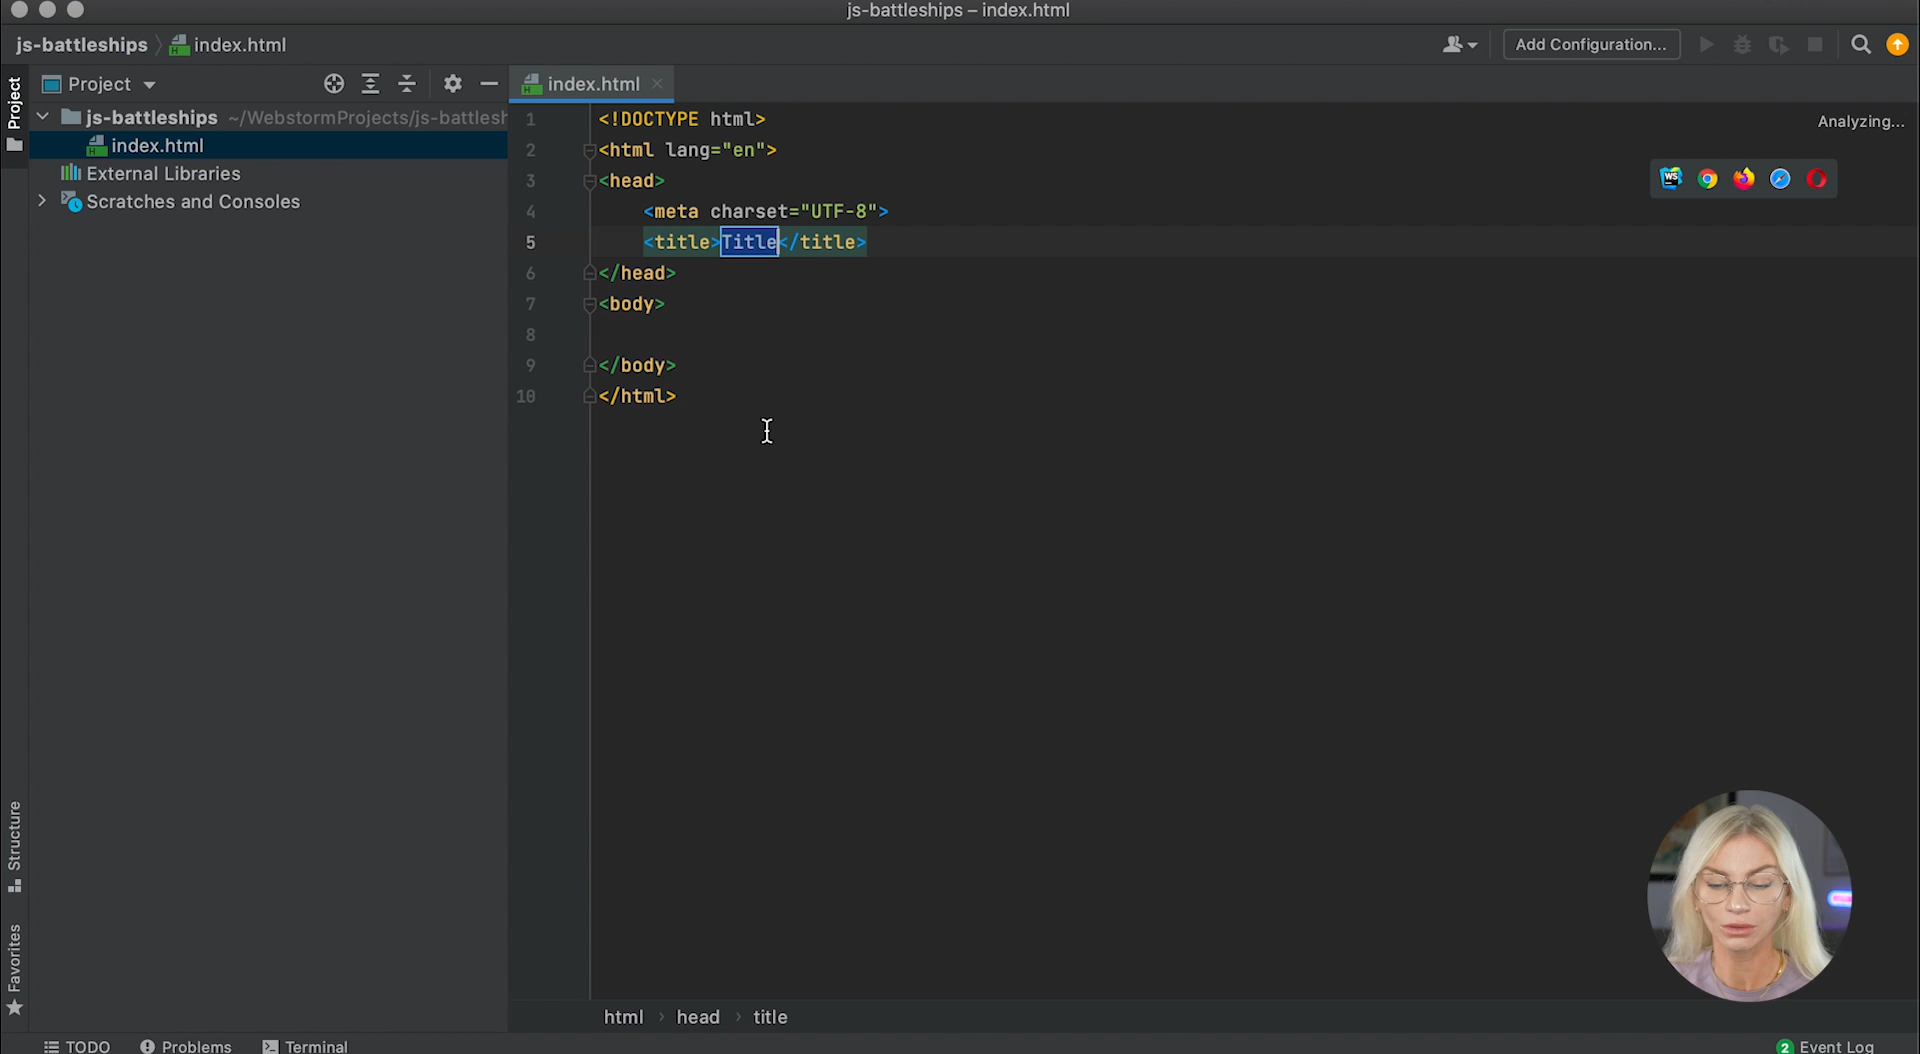 js-battleships – index.html
js-battleships
index.html
Add Configuration...
Project
Project
index.html
js-battleships ~/WebstormProjects/js-battlesh
index.html
External Libraries
Scratches and Consoles
1 <!DOCTYPE html>
2 <html lang="en">
3 <head>
4 <meta charset="UTF-8">
5 <title>Title</title>
6 </head>
7 <body>
8
9 </body>
10 </html>
Analyzing...
WS
Structure
Favorites
html > head > title
TODO
Problems
Terminal
2 Event Log